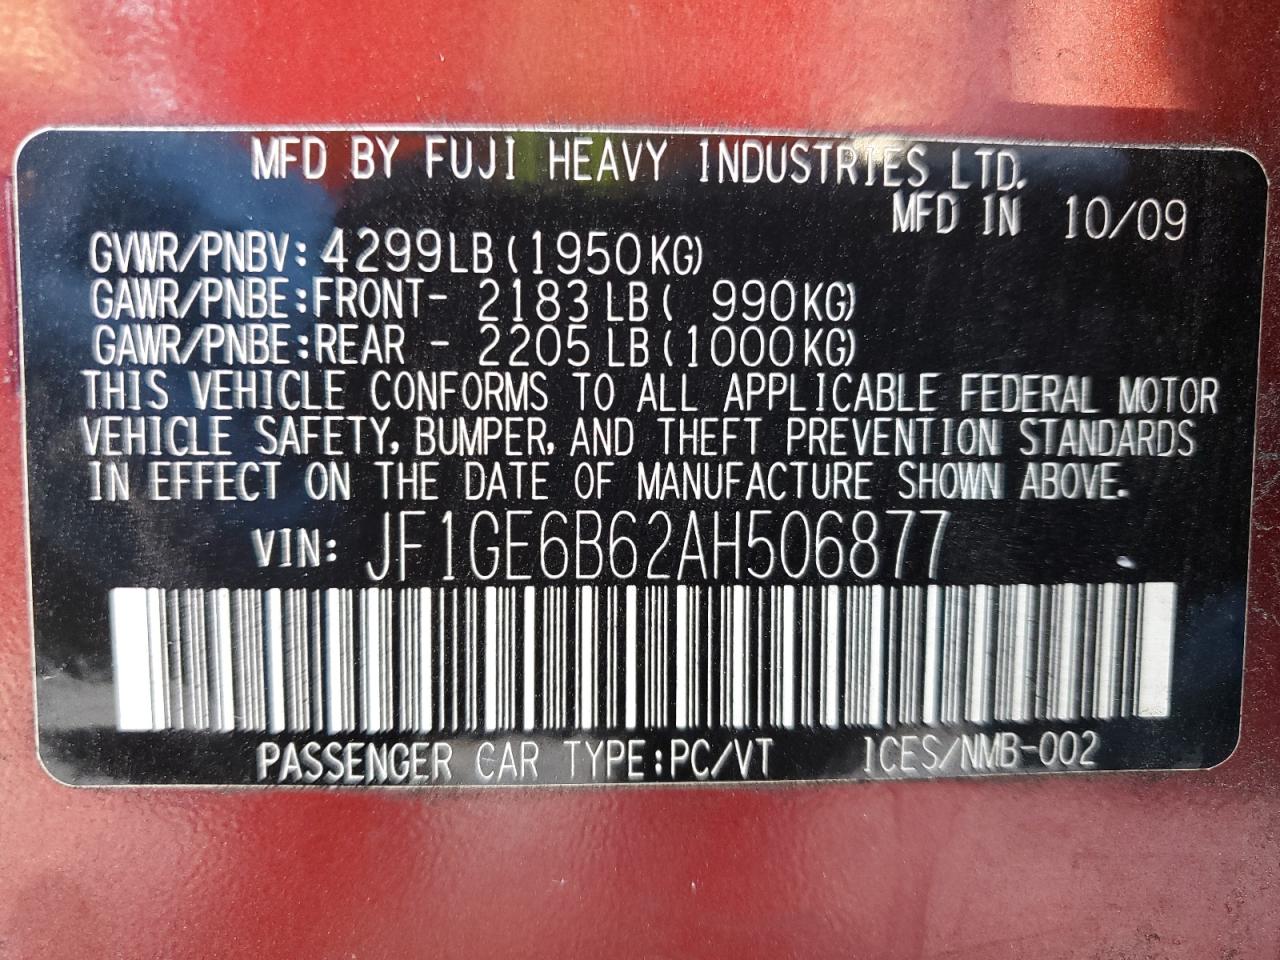 MFD BY FUJI HEAVY INDUSTRIES LTD.
MFD IN 10/09
GVWR/PNBV: 4299LB (1950KG)
GAWR/PNBE: FRONT- 2183 LB ( 990KG)
GAWR/PNBE: REAR - 2205 LB (1000KG)
THIS VEHICLE CONFORMS TO ALL APPLICABLE FEDERAL MOTOR
VEHICLE SAFETY, BUMPER, AND THEFT PREVENTION STANDARDS
IN EFFECT ON THE DATE OF MANUFACTURE SHOWN ABOVE.
VIN: JF1GE6B62AH506877
PASSENGER CAR TYPE:PC/VT ICES/NMB-002